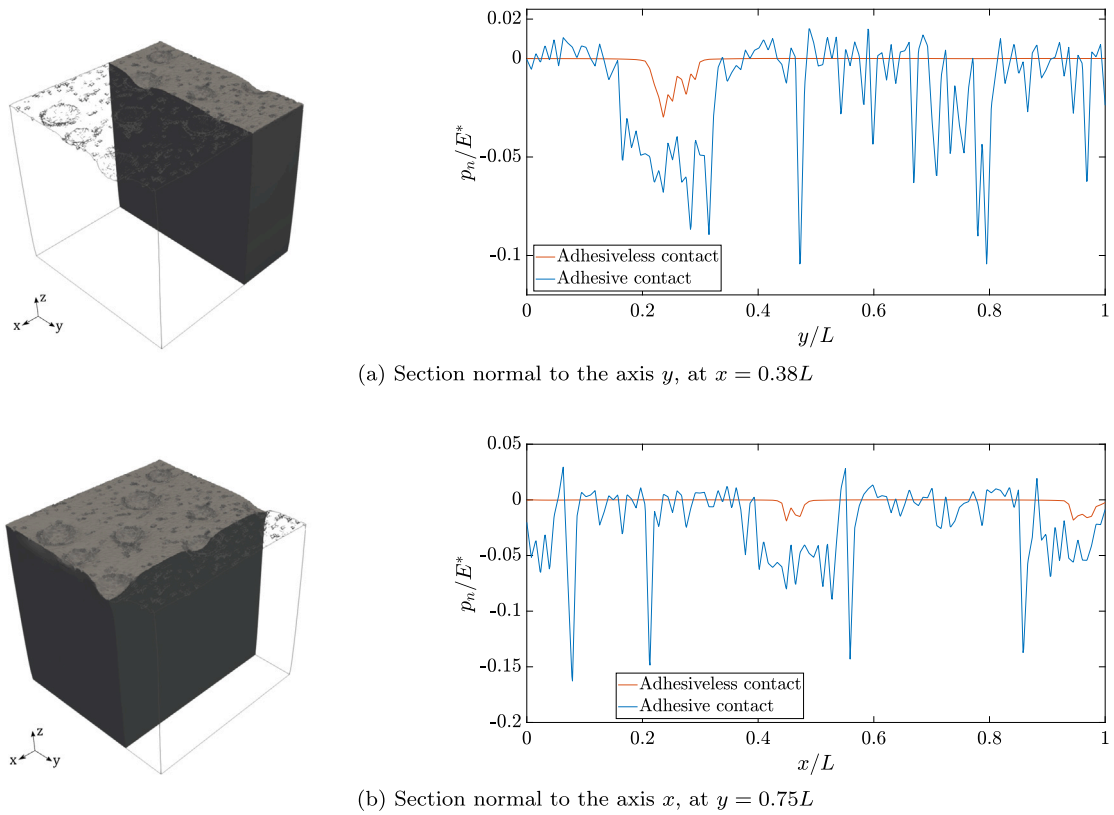 0.02
0
-0.05
-0.1
pn/E*
Adhesiveless contact
Adhesive contact
0 0.2 0.4 0.6 0.8 1
y/L
z
x y
(a) Section normal to the axis y, at x = 0.38L
0.05
0
-0.05
-0.1
-0.15
-0.2
pn/E*
Adhesiveless contact
Adhesive contact
0 0.2 0.4 0.6 0.8 1
x/L
z
x y
(b) Section normal to the axis x, at y = 0.75L